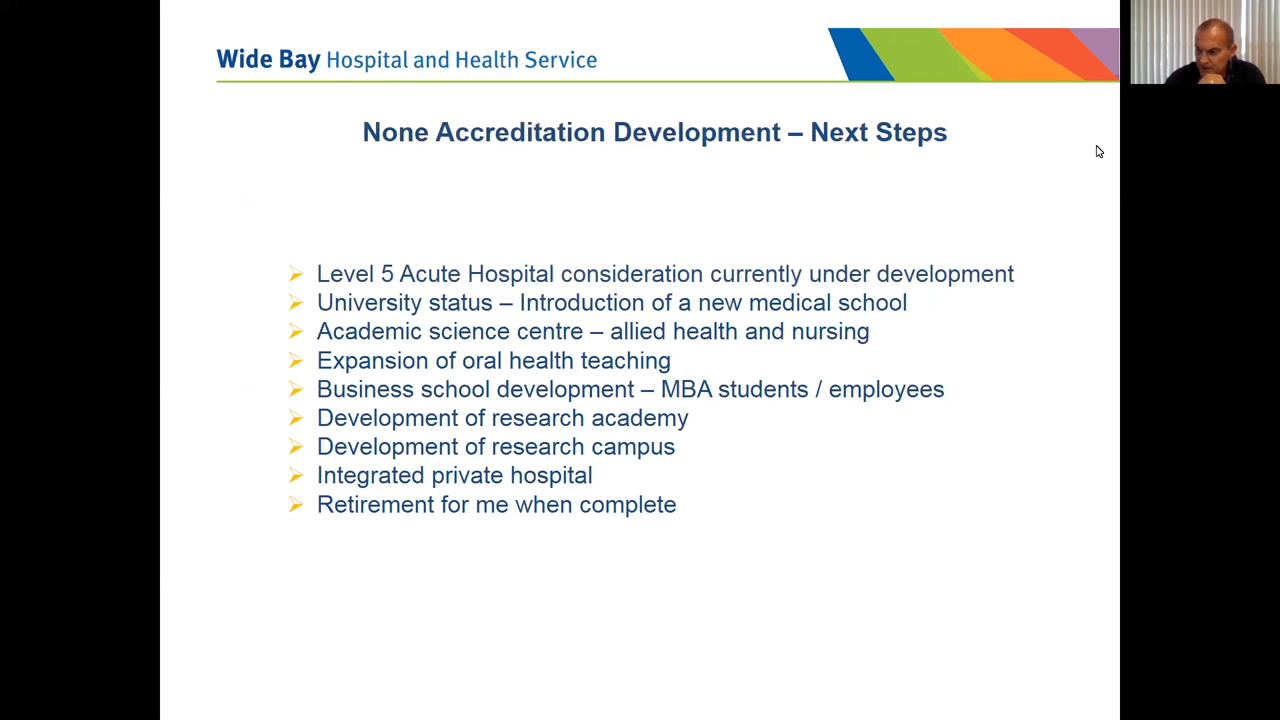 Wide Bay Hospital and Health Service
None Accreditation Development – Next Steps
Level 5 Acute Hospital consideration currently under development
University status – Introduction of a new medical school
Academic science centre – allied health and nursing
Expansion of oral health teaching
Business school development – MBA students / employees
Development of research academy
Development of research campus
Integrated private hospital
Retirement for me when complete